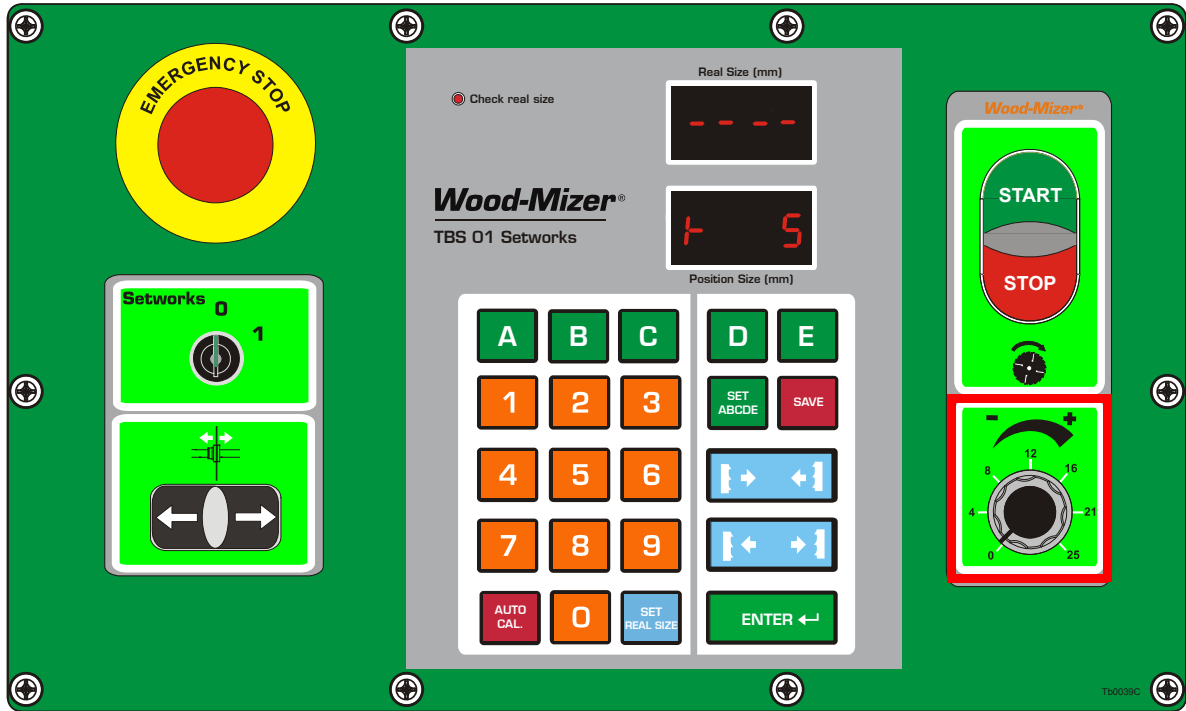 EMERGENCY STOP
Setworks
0
1
Check real size
Real Size (mm)
- - - -
Wood-Mizer®
TBS 01 Setworks
5
Position Size (mm)
A B C D E
1 2 3 SET ABCDE SAVE
4 5 6
7 8 9
AUTO CAL. 0 SET REAL SIZE ENTER
Wood-Mizer®
START
STOP
- +
0 4 8 12 16 21 25
Tb0039C